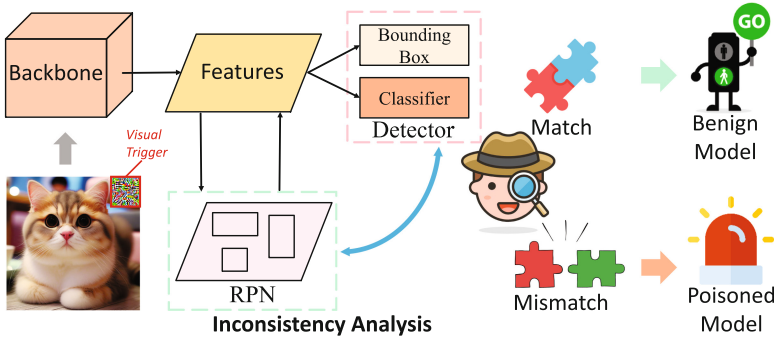 Backbone
Features
Bounding
Box
Classifier
Detector
Visual
Trigger
RPN
Inconsistency Analysis
Match
Mismatch
GO
Benign
Model
Poisoned
Model